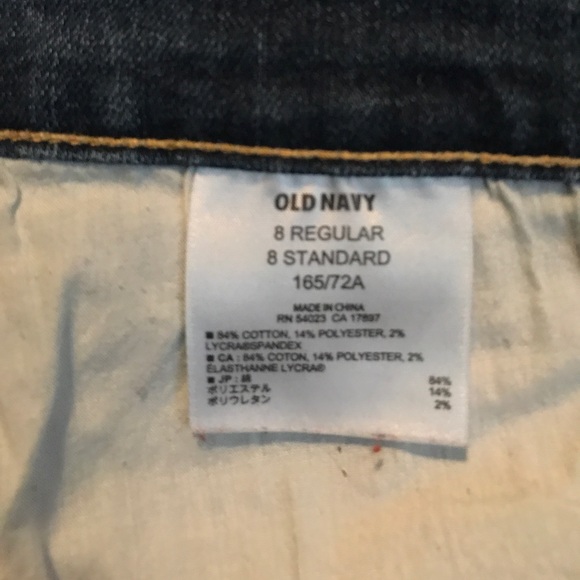 OLD NAVY
8 REGULAR
8 STANDARD
165/72A
MADE IN CHINA
RN 54023 CA 17897
■ 84% COTTON, 14% POLYESTER, 2%
LYCRA®SPANDEX
■ CA : 84% COTON, 14% POLYESTER, 2%
ÉLASTHANNE LYCRA®
■ JP : 綿 84%
ポリエステル 14%
ポリウレタン 2%